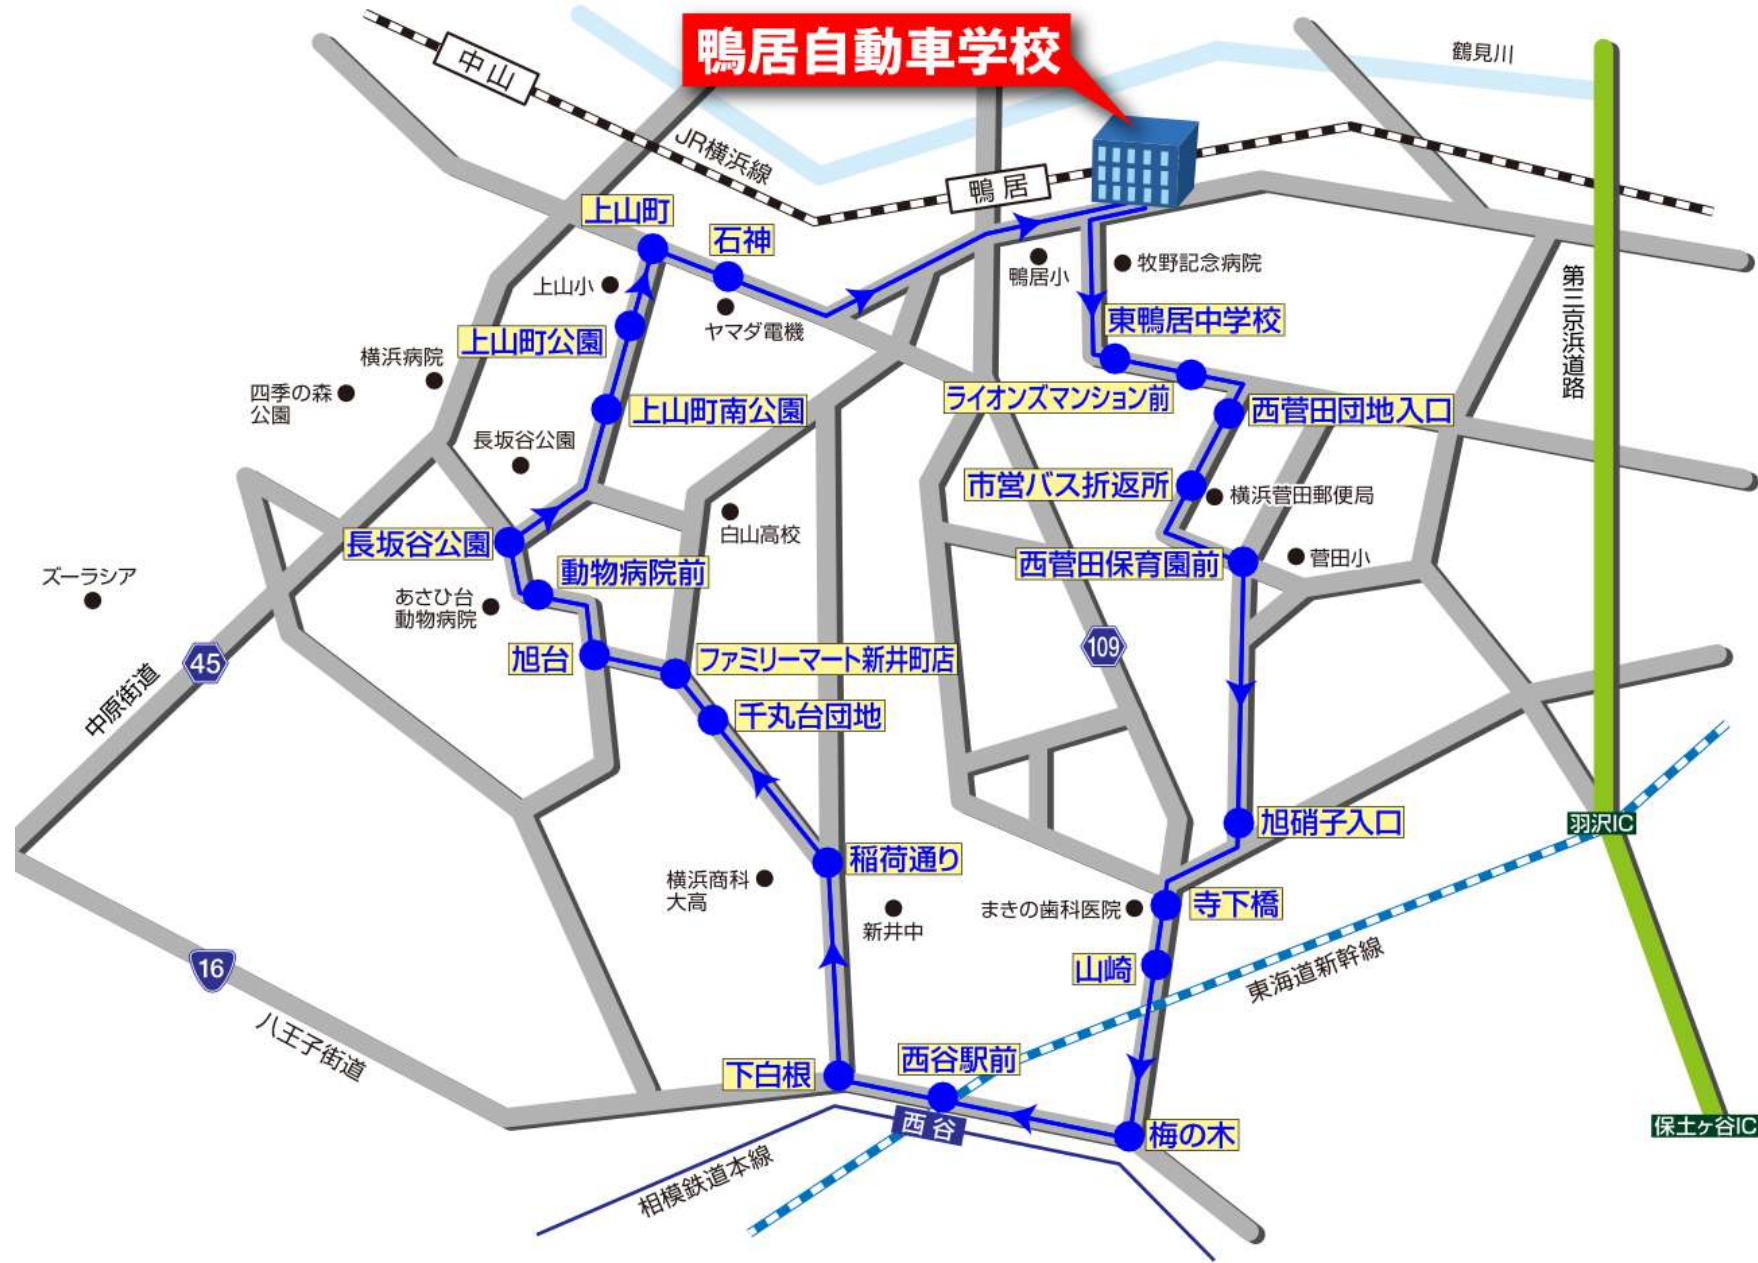 鴨居自動車学校
中山
鶴見川
JR横浜線
鴨居
上山町
石神
鴨居小
牧野記念病院
上山小
ヤマダ電機
東鴨居中学校
第三京浜道路
上山町公園
横浜病院
四季の森
公園
上山町南公園
ライオンズマンション前
西菅田団地入口
長坂谷公園
市営バス折返所
横浜菅田郵便局
白山高校
長坂谷公園
動物病院前
西菅田保育園前
菅田小
ズーラシア
あさひ台
動物病院
旭台
ファミリーマート新井町店
109
45
中原街道
千丸台団地
旭硝子入口
羽沢IC
稲荷通り
横浜商科
大高
新井中
まきの歯科医院
寺下橋
山崎
16
東海道新幹線
八王子街道
下白根
西谷駅前
西谷
梅の木
保土ヶ谷IC
相模鉄道本線